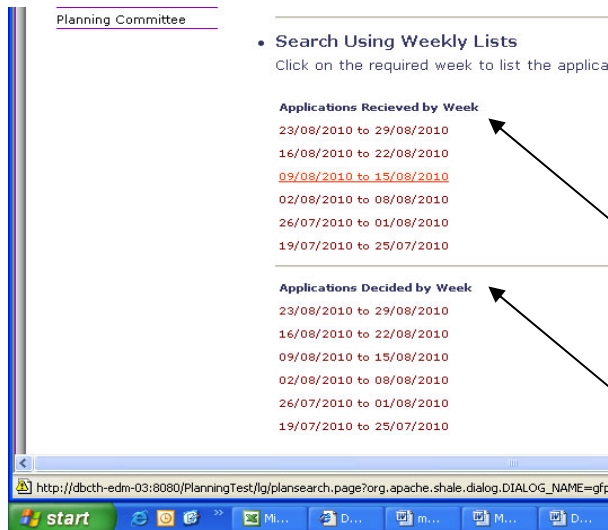 Planning Committee
• Search Using Weekly Lists
Click on the required week to list the applica
Applications Recieved by Week
23/08/2010 to 29/08/2010
16/08/2010 to 22/08/2010
09/08/2010 to 15/08/2010
02/08/2010 to 08/08/2010
26/07/2010 to 01/08/2010
19/07/2010 to 25/07/2010
Applications Decided by Week
23/08/2010 to 29/08/2010
16/08/2010 to 22/08/2010
09/08/2010 to 15/08/2010
02/08/2010 to 08/08/2010
26/07/2010 to 01/08/2010
19/07/2010 to 25/07/2010
http://dbcth-edm-03:8080/PlanningTest/lg/plansearch.page?org.apache.shale.dialog.DIALOG_NAME=gfp
start » Mi... D... m... M... D...